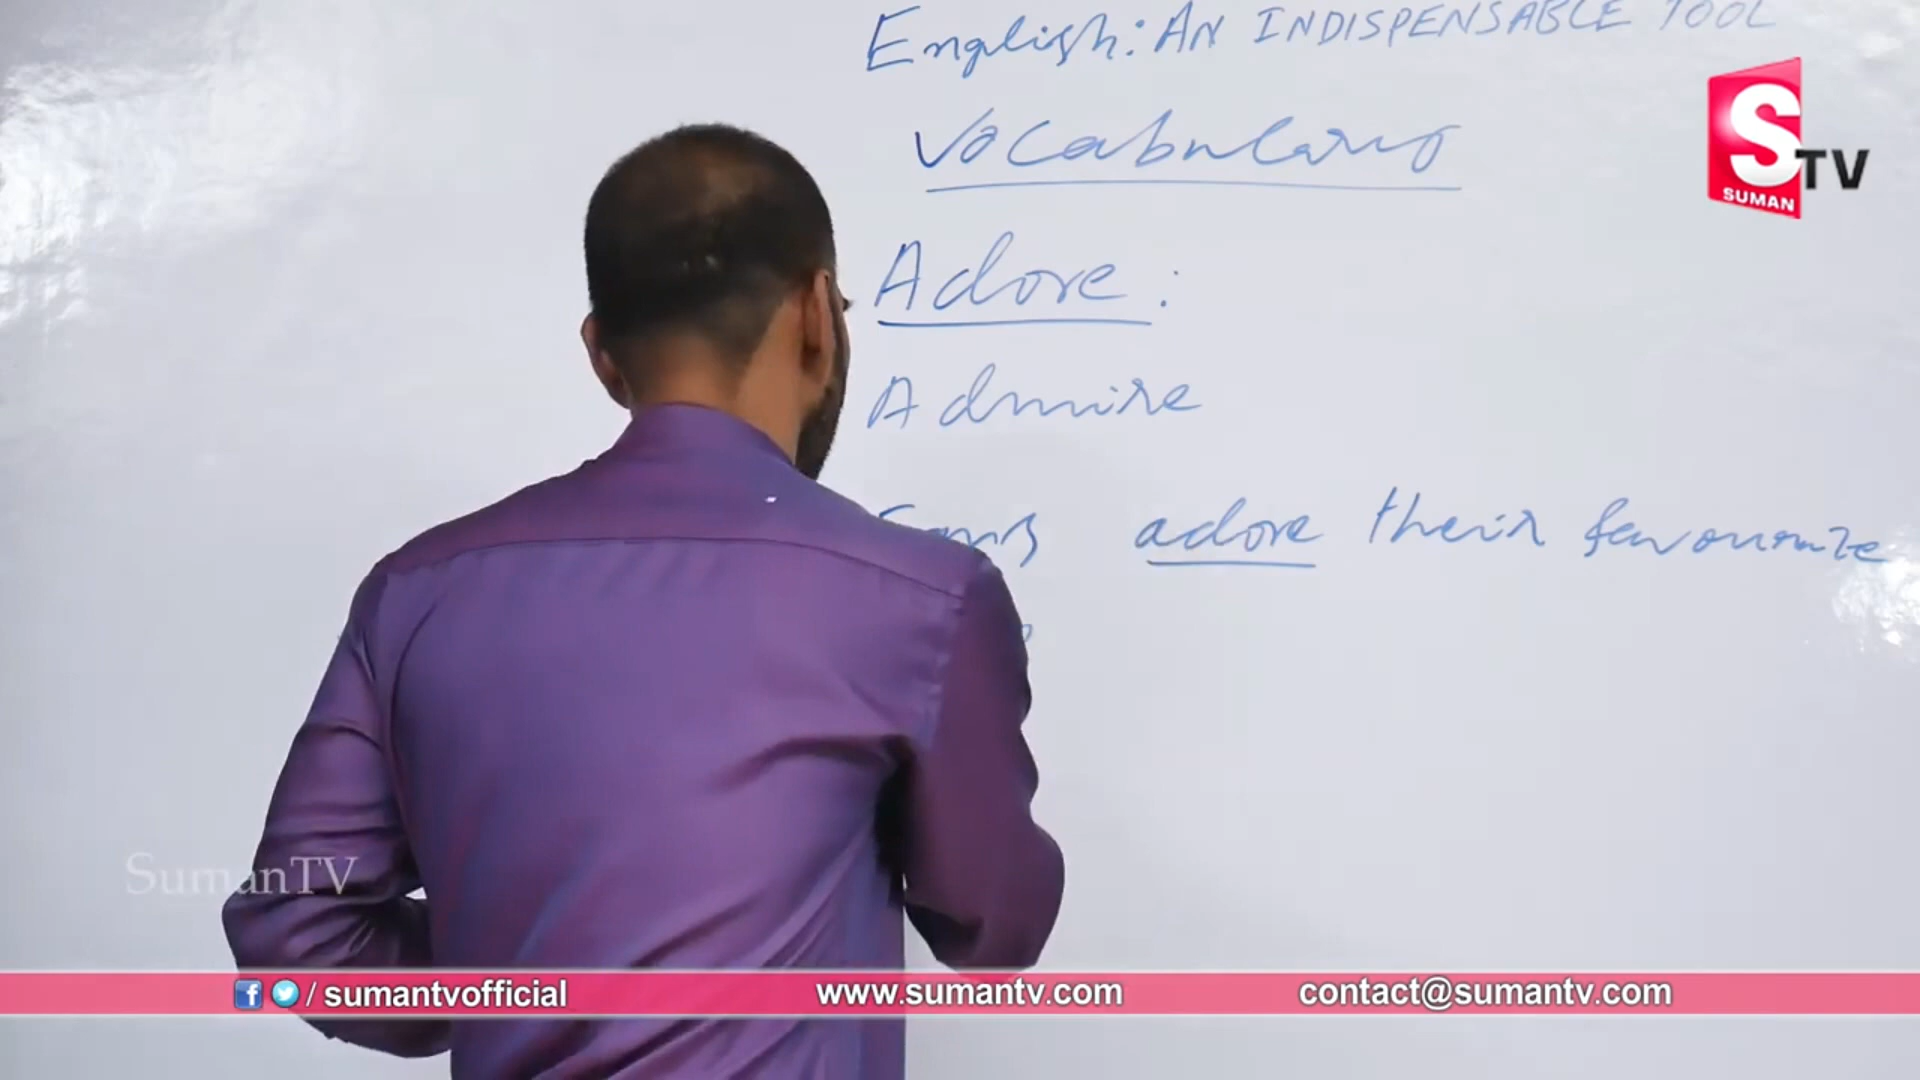 English: AN INDISPENSABLE TOOL
Vocabulary
Adore:
Admire
adore their favourite
S TV
SUMAN
SumanTV
/ sumantvofficial
www.sumantv.com
contact@sumantv.com